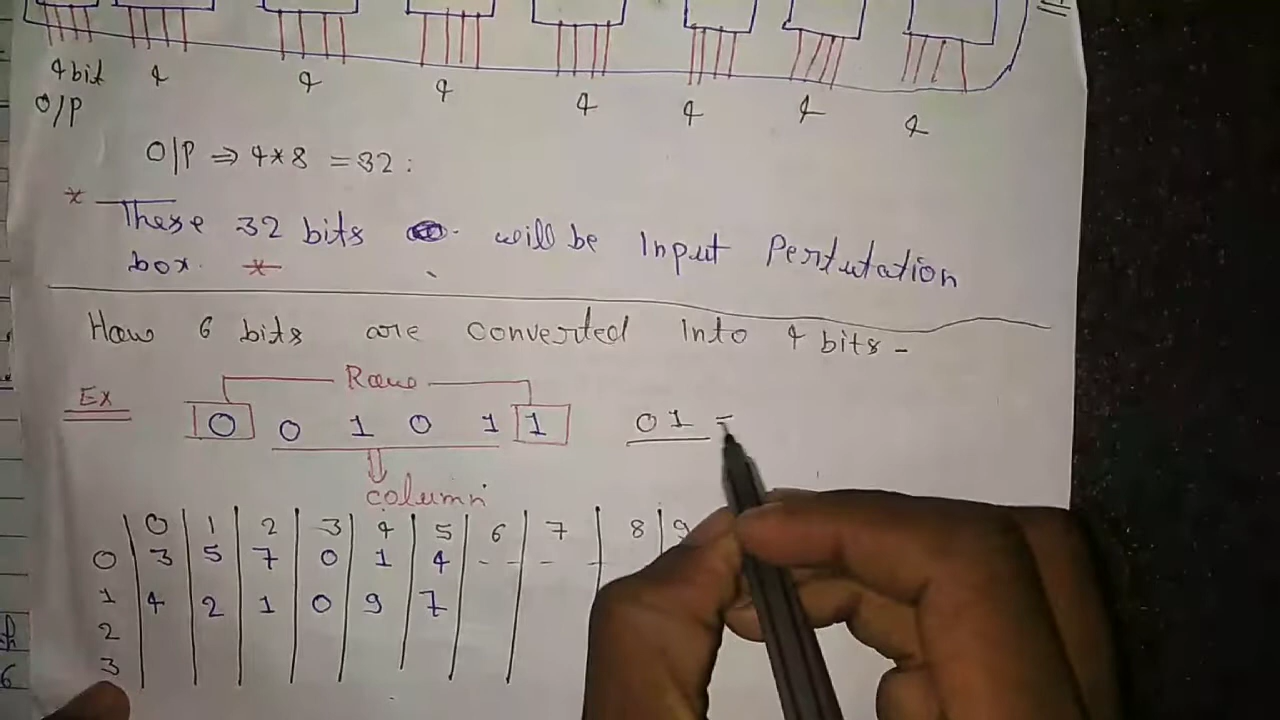 4bit 4 4 4 4 4 4 4
O/P
O/P ⇒ 4*8 = 32:
* These 32 bits will be Input Pertutation
box. *
How 6 bits are converted Into 4 bits -
Ex
Row
0 0 1 0 1 1 01 =
column
0 1 2 3 4 5 6 7 8 9
0 3 5 7 0 1 4 - - - -
1 4 2 1 0 9 7
2
3
6